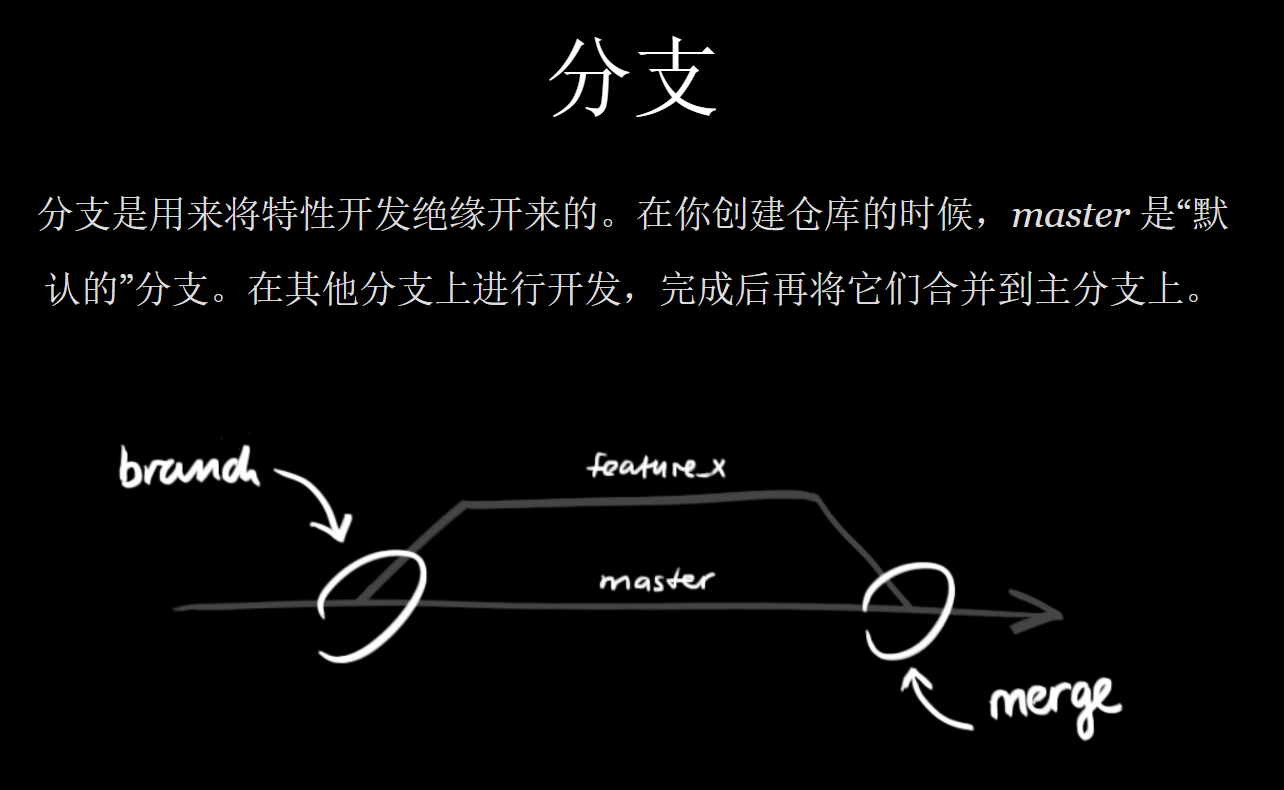 分支
分支是用来将特性开发绝缘开来的。在你创建仓库的时候，master 是“默
认的”分支。在其他分支上进行开发，完成后再将它们合并到主分支上。
branch
feature_x
master
merge